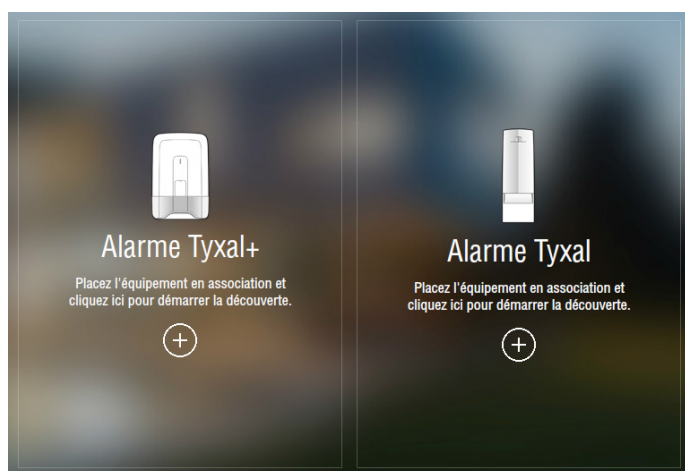 Alarme Tyxal+
Placez l'équipement en association et
cliquez ici pour démarrer la découverte.
Alarme Tyxal
Placez l'équipement en association et
cliquez ici pour démarrer la découverte.